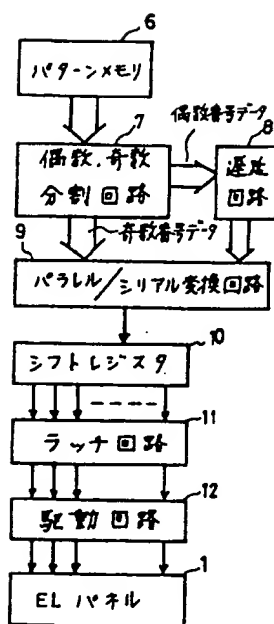 6
パターンメモリ
7
偶数番号データ
8
偶数、奇数
分割回路
遅延
回路
奇数番号データ
9
パラレル/シリアル変換回路
10
シフトレジスタ
11
ラッチ回路
12
駆動回路
1
EL パネル